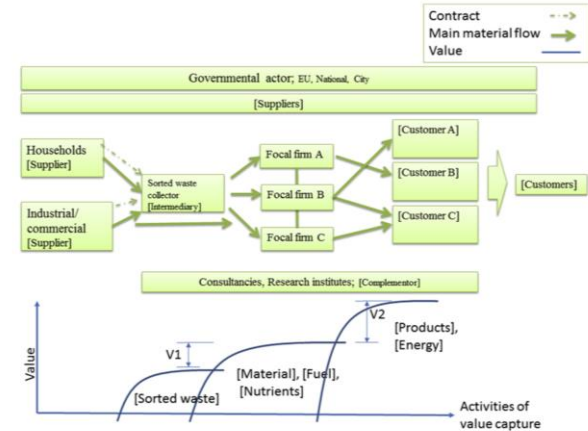 Contract
Main material flow
Value
Governmental actor; EU, National, City
[Suppliers]
Households
[Supplier]
Industrial/
commercial
[Supplier]
Sorted waste
collector
[Intermediary]
Focal firm A
Focal firm B
Focal firm C
[Customer A]
[Customer B]
[Customer C]
[Customers]
Consultancies, Research institutes; [Complementor]
Value
V1
V2
[Sorted waste]
[Material], [Fuel],
[Nutrients]
[Products],
[Energy]
Activities of
value capture